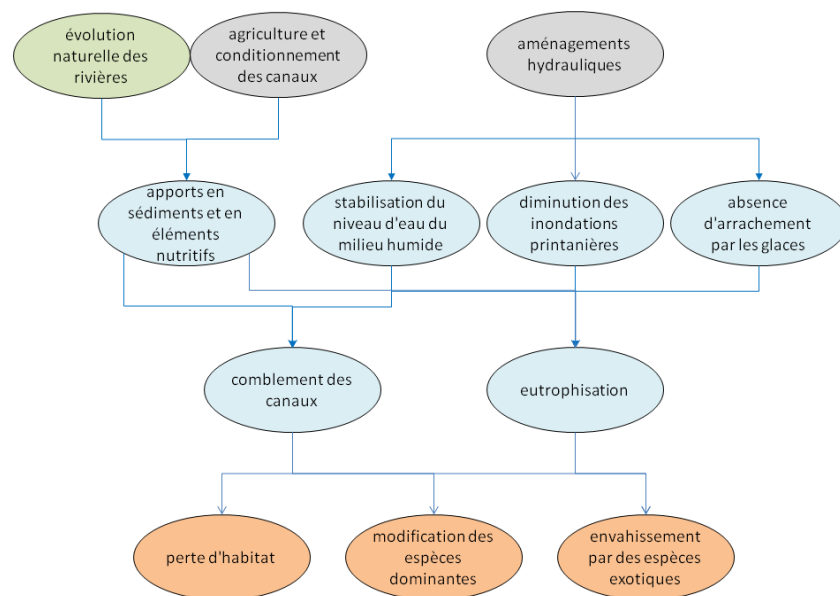 évolution
naturelle des
rivières
agriculture et
conditionnement
des canaux
aménagements
hydrauliques
apports en
sédiments et en
éléments
nutritifs
stabilisation du
niveau d'eau du
milieu humide
diminution des
inondations
printanières
absence
d'arrachement
par les glaces
comblement des
canaux
eutrophisation
perte d'habitat
modification des
espèces
dominantes
envahissement
par des espèces
exotiques